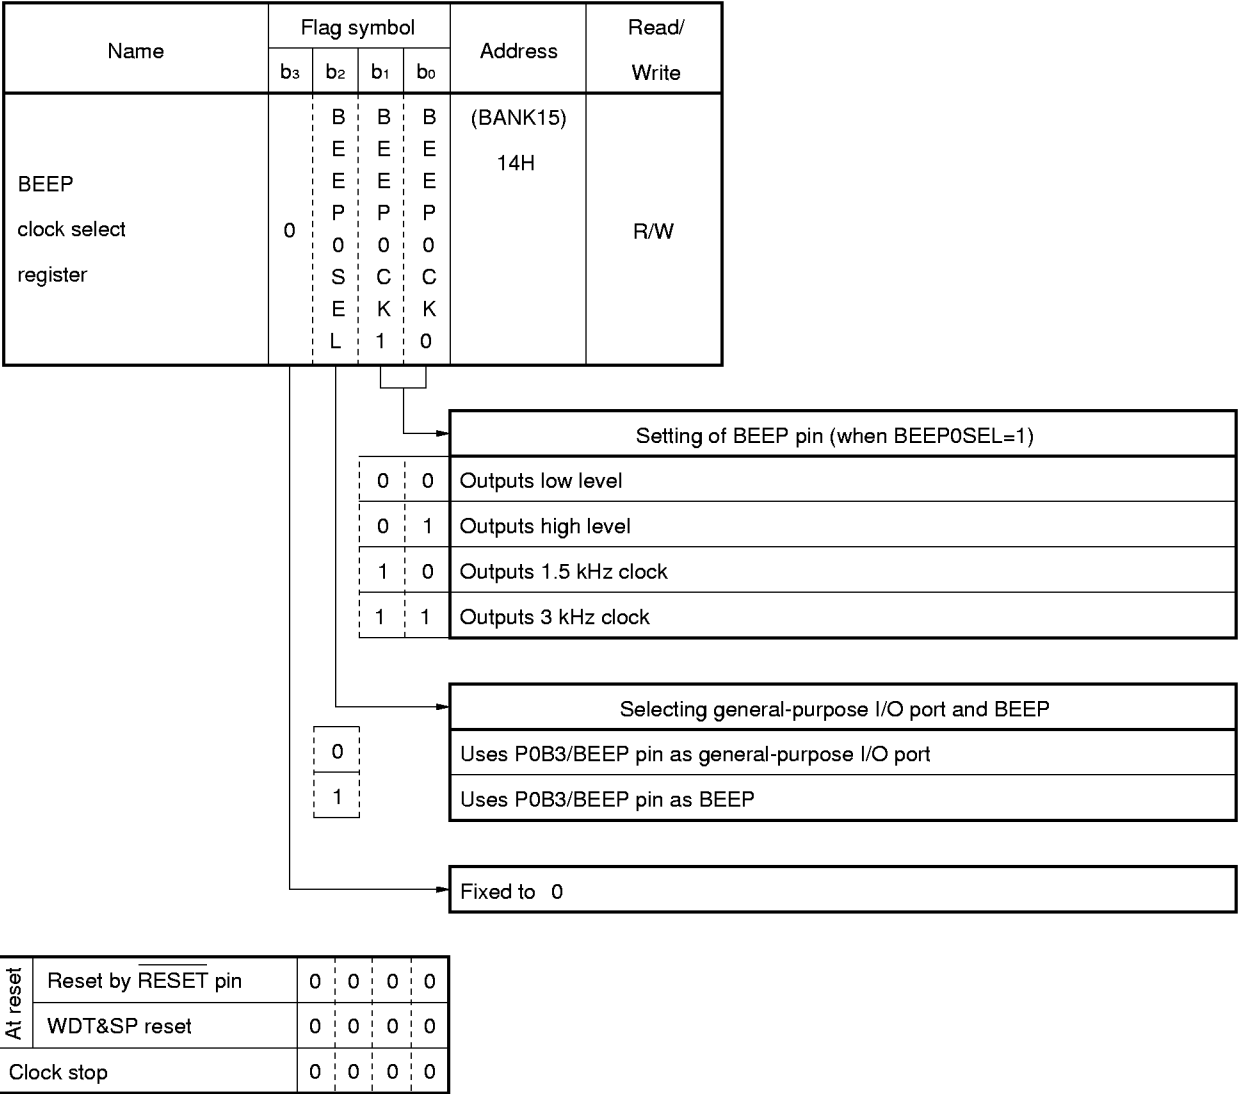 Name
Flag symbol
Address
Read/
Write
b3 b2 b1 b0
BEEP
clock select
register
0
BEEP0SEL
BEEP0CK1
BEEP0CK0
(BANK15)
14H
R/W
Setting of BEEP pin (when BEEP0SEL=1)
0 0 Outputs low level
0 1 Outputs high level
1 0 Outputs 1.5 kHz clock
1 1 Outputs 3 kHz clock
Selecting general-purpose I/O port and BEEP
0 Uses P0B3/BEEP pin as general-purpose I/O port
1 Uses P0B3/BEEP pin as BEEP
Fixed to 0
At reset
Reset by RESET pin 0 0 0 0
WDT&SP reset 0 0 0 0
Clock stop 0 0 0 0